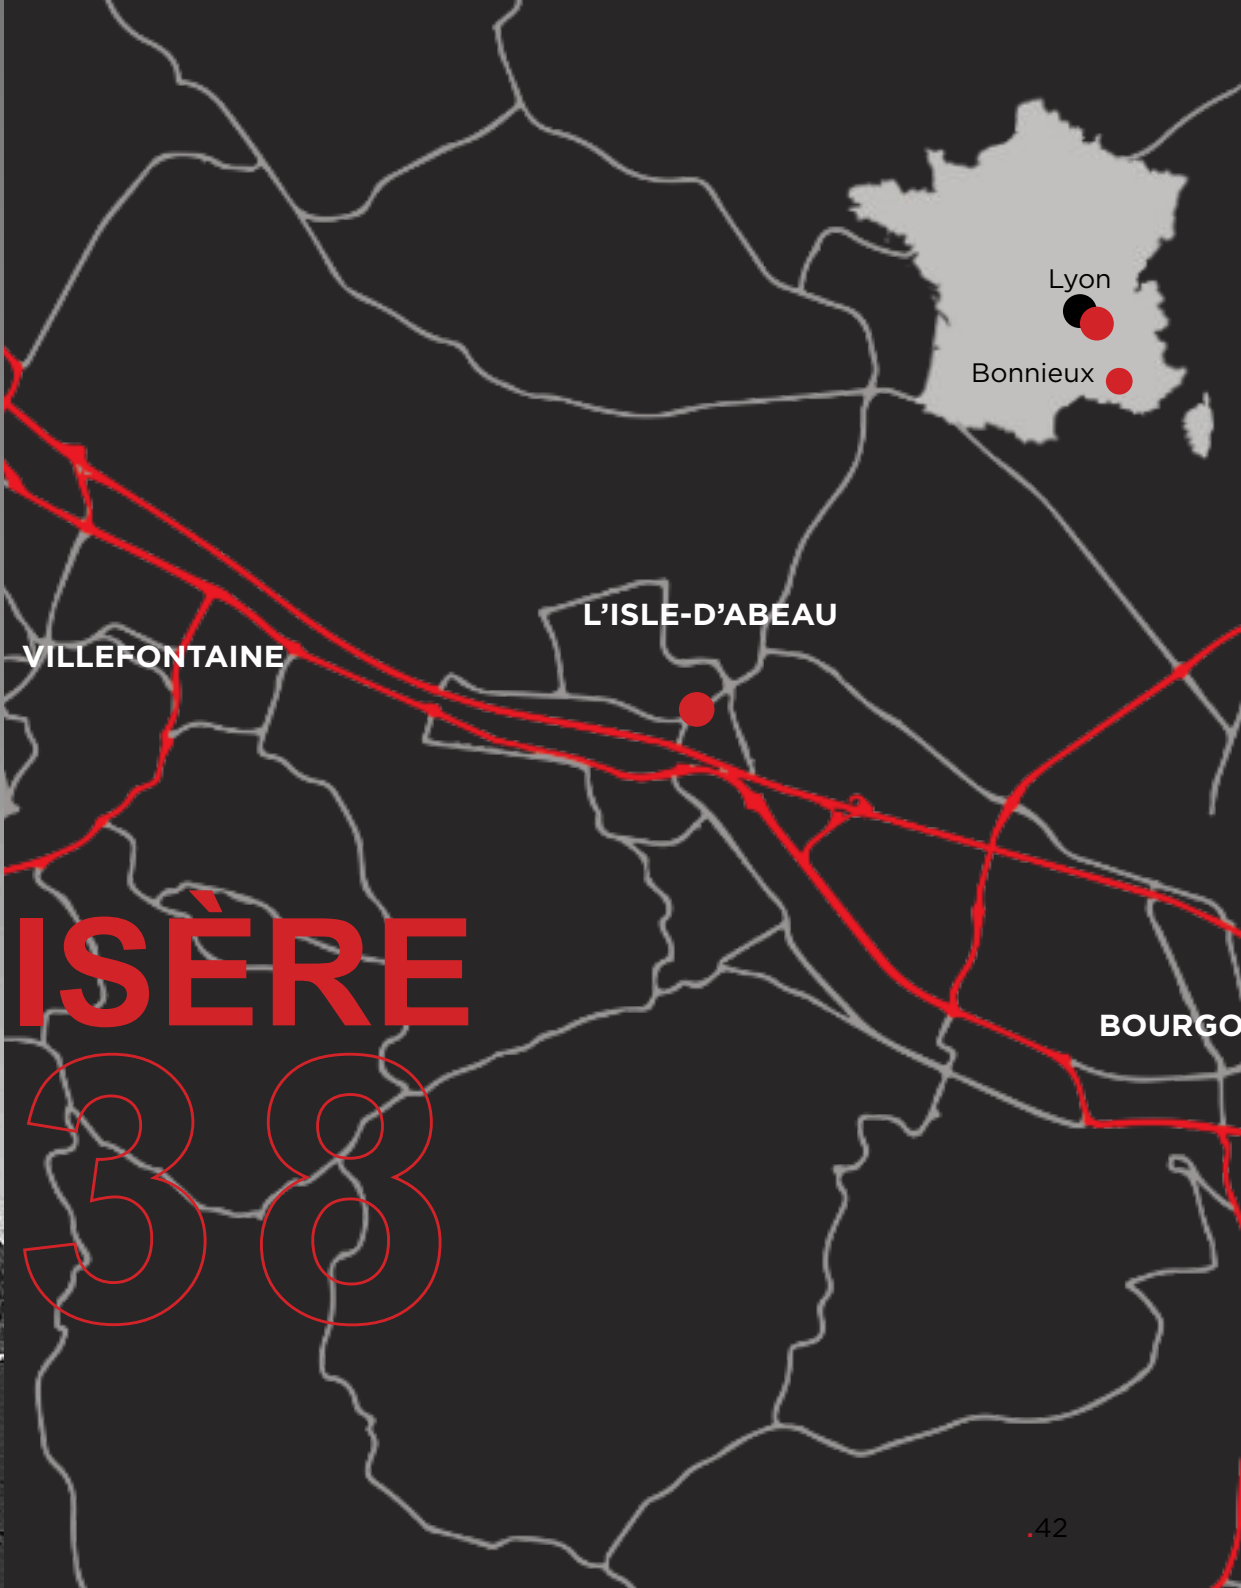 Lyon
Bonnieux
L’ISLE-D’ABEAU
VILLEFONTAINE
ISÈRE
BOURGO
38
.42